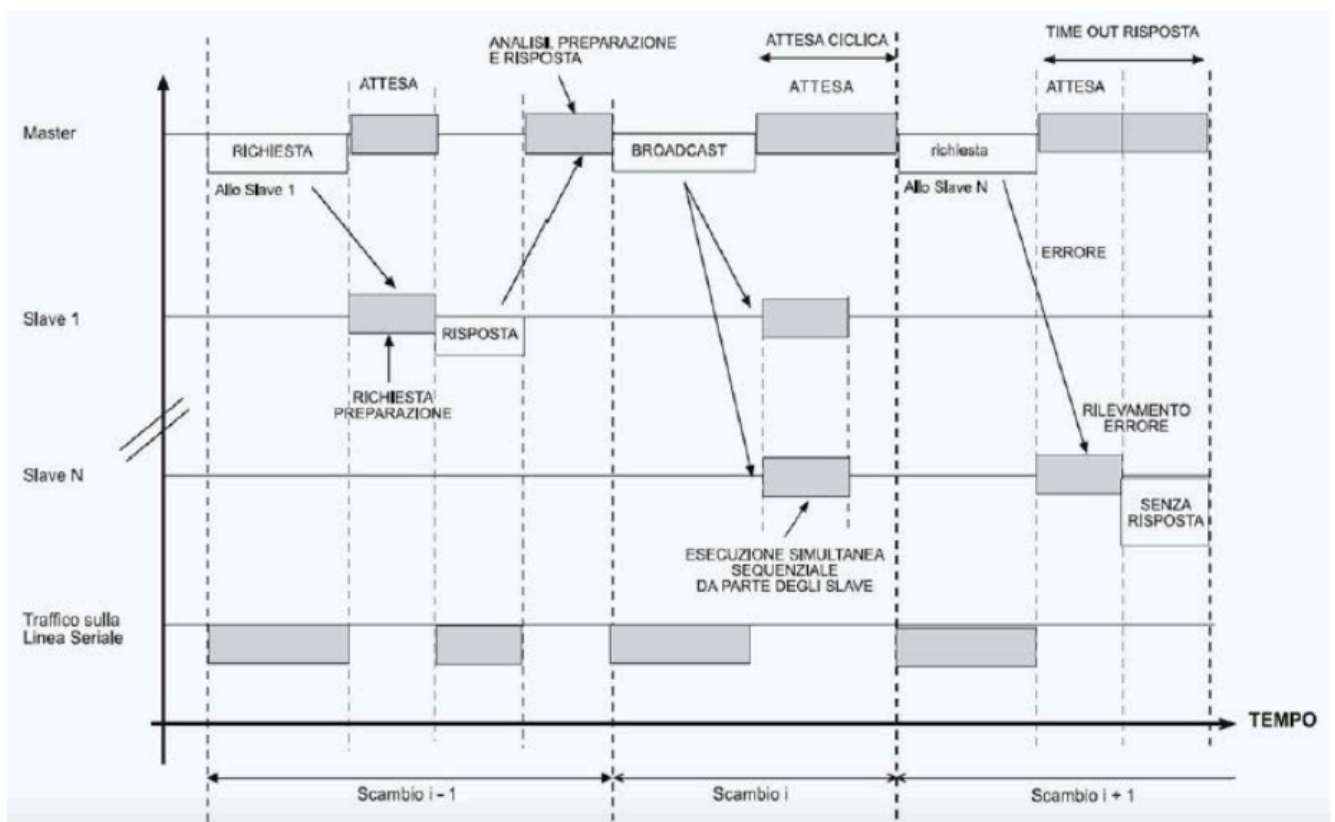 ANALISI, PREPARAZIONE
E RISPOSTA
ATTESA CICLICA
TIME OUT RISPOSTA
ATTESA
ATTESA
ATTESA
Master
RICHIESTA
BROADCAST
richiesta
Allo Slave 1
Allo Slave N
ERRORE
Slave 1
RISPOSTA
RICHIESTA
PREPARAZIONE
RILEVAMENTO
ERRORE
Slave N
SENZA
RISPOSTA
ESECUZIONE SIMULTANEA
SEQUENZIALE
DA PARTE DEGLI SLAVE
Traffico sulla
Linea Seriale
TEMPO
Scambio i - 1
Scambio i
Scambio i + 1